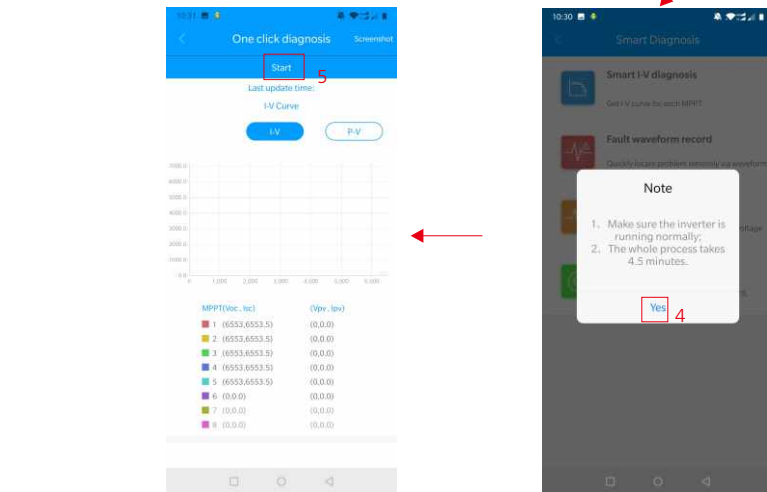 10:31
One click diagnosis Screenshot
Start
5
Last update time:
I-V Curve
I-V P-V
7000.0
6000.0
5000.0
4000.0
3000.0
2000.0
1000.0
0.0
0 1,000 2,000 3,000 4,000 5,000 6,000
MPPT(Voc, Isc) (Vpv, Ipv)
1 (6553,6553.5) (0,0.0)
2 (6553,6553.5) (0,0.0)
3 (6553,6553.5) (0,0.0)
4 (6553,6553.5) (0,0.0)
5 (6553,6553.5) (0,0.0)
6 (0,0.0) (0,0.0)
7 (0,0.0) (0,0.0)
8 (0,0.0) (0,0.0)
10:30
Smart Diagnosis
Smart I-V diagnosis
Get I-V curve for each MPPT
Fault waveform record
Quickly locate problem remotely via waveform
Note
1、Make sure the inverter is
running normally;
2、The whole process takes
4.5 minutes.
Yes
4